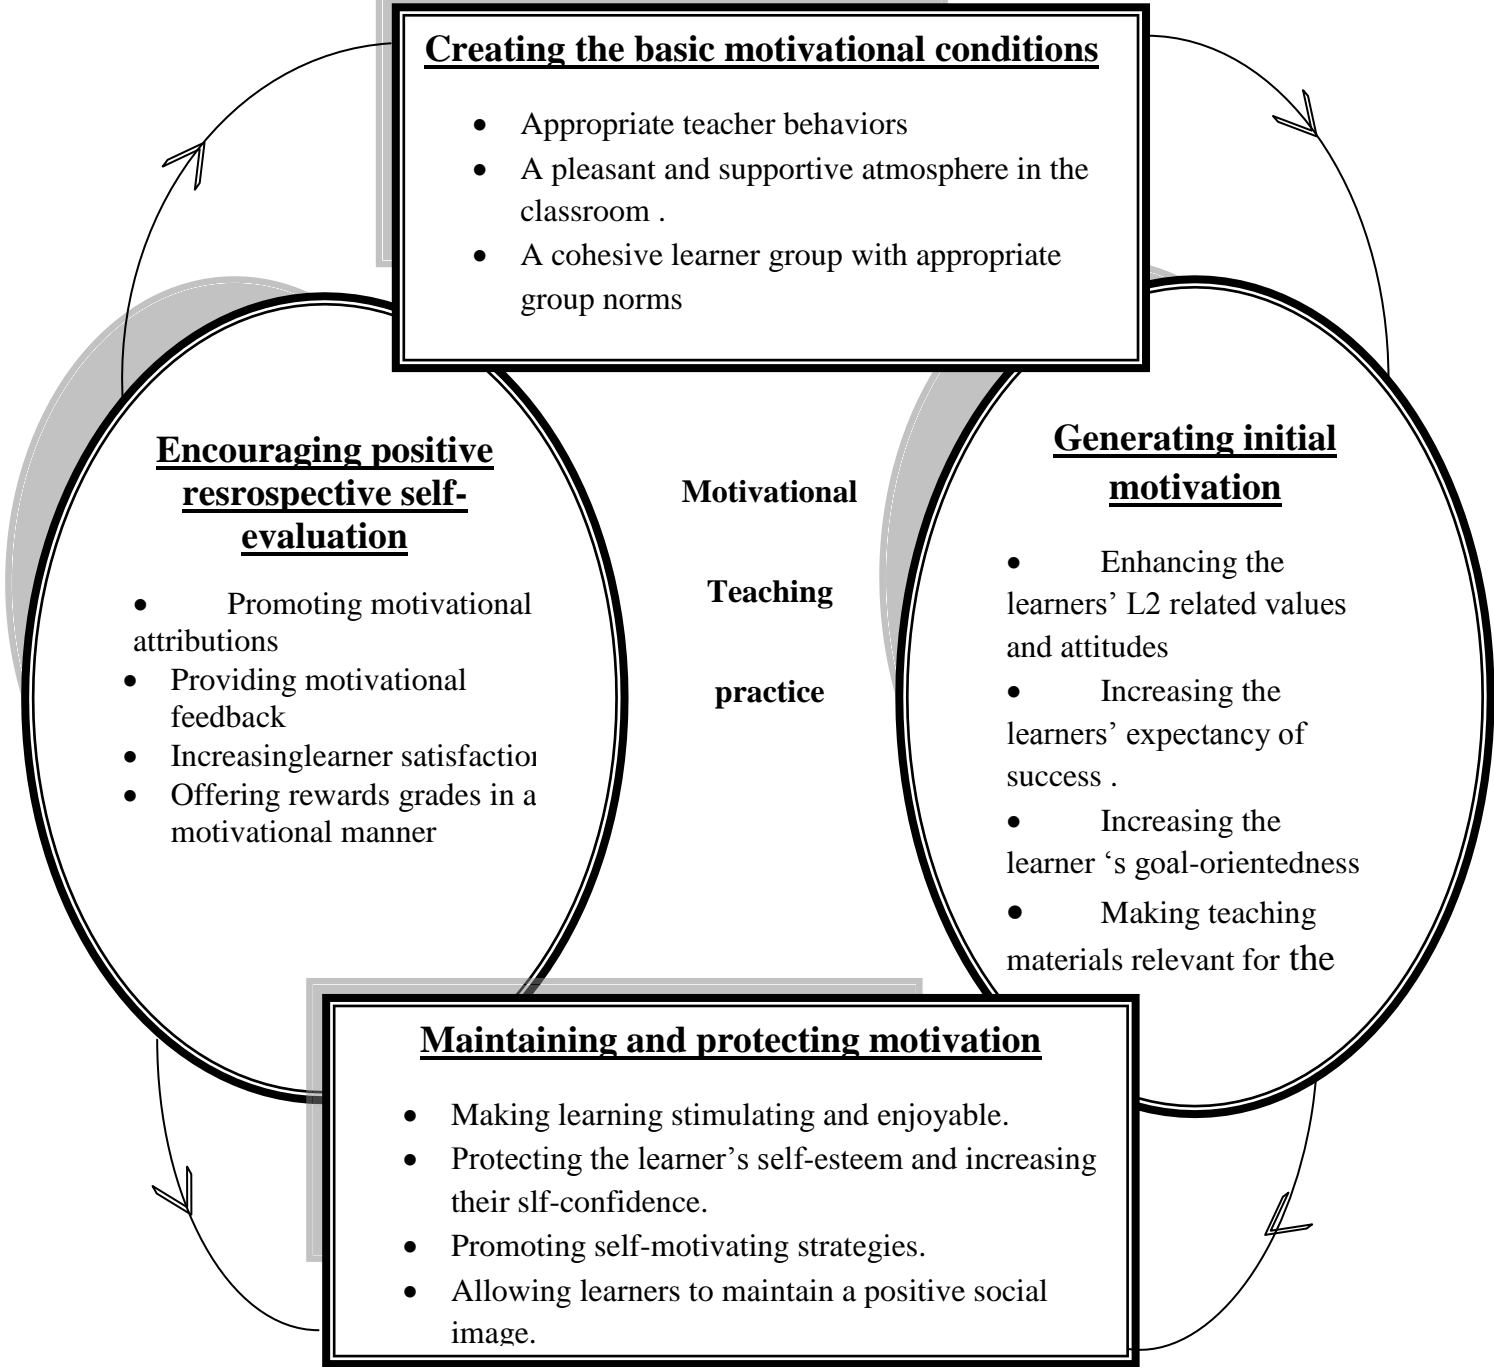 Creating the basic motivational conditions
• Appropriate teacher behaviors
• A pleasant and supportive atmosphere in the
classroom .
• A cohesive learner group with appropriate
group norms
Encouraging positive
resrospective self-
evaluation
• Promoting motivational
attributions
• Providing motivational
feedback
• Increasinglearner satisfaction
• Offering rewards grades in a
motivational manner
Motivational
Teaching
practice
Generating initial
motivation
• Enhancing the
learners’ L2 related values
and attitudes
• Increasing the
learners’ expectancy of
success .
• Increasing the
learner ‘s goal-orientedness
• Making teaching
materials relevant for the
Maintaining and protecting motivation
• Making learning stimulating and enjoyable.
• Protecting the learner’s self-esteem and increasing
their slf-confidence.
• Promoting self-motivating strategies.
• Allowing learners to maintain a positive social
image.